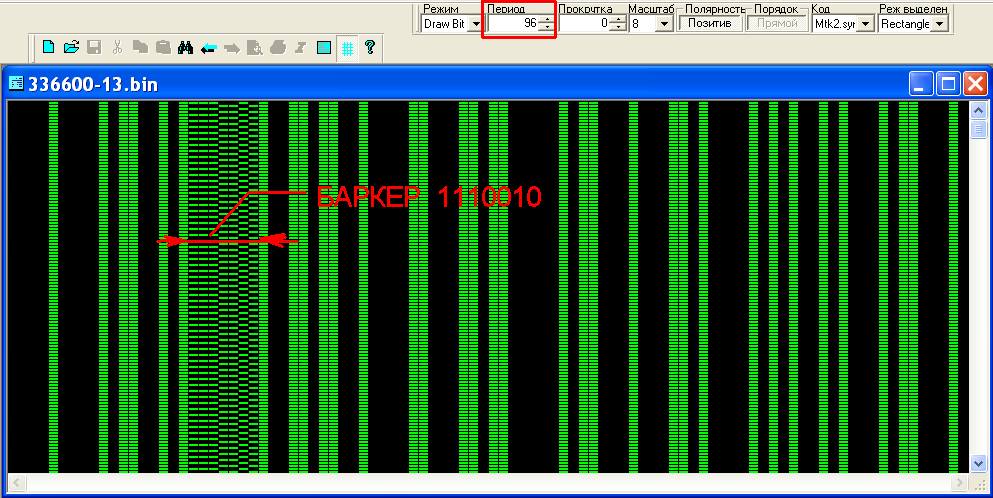 Режим Период Прокрутка Масштаб Полярность Порядок Код Реж выделен
Draw Bit 96 0 8 Позитив Прямой Mtk2.syr Rectangle
336600-13.bin
БАРКЕР 1110010